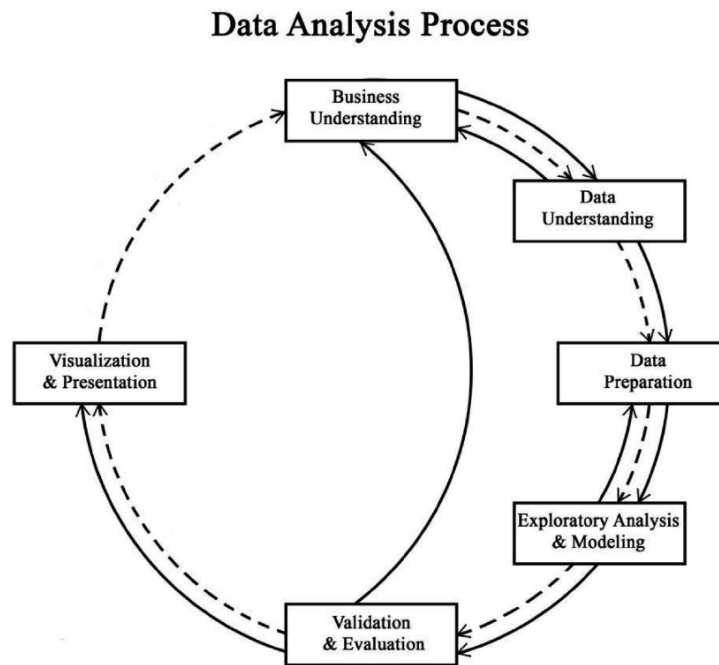 Data Analysis Process
Business
Understanding
Data
Understanding
Data
Preparation
Exploratory Analysis
& Modeling
Validation
& Evaluation
Visualization
& Presentation